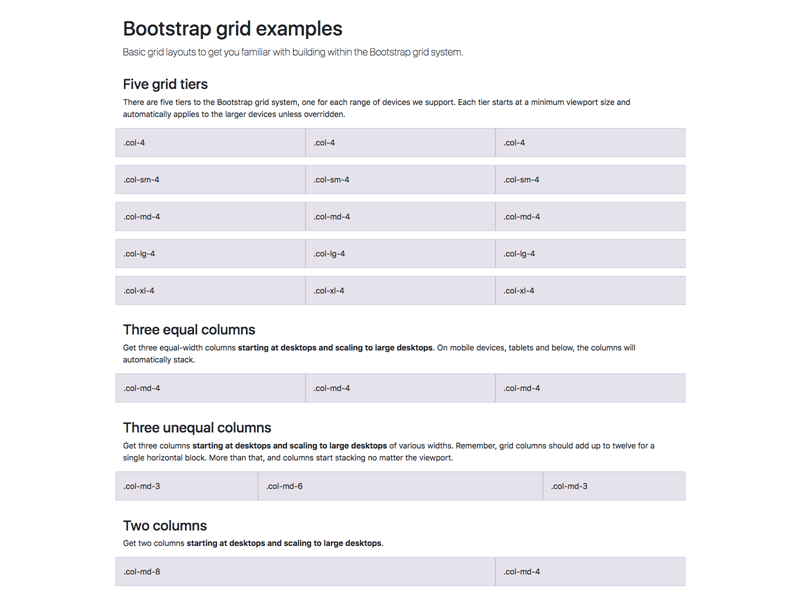 Bootstrap grid examples
Basic grid layouts to get you familiar with building within the Bootstrap grid system.
Five grid tiers
There are five tiers to the Bootstrap grid system, one for each range of devices we support. Each tier starts at a minimum viewport size and
automatically applies to the larger devices unless overridden.
.col-4 .col-4 .col-4
.col-sm-4 .col-sm-4 .col-sm-4
.col-md-4 .col-md-4 .col-md-4
.col-lg-4 .col-lg-4 .col-lg-4
.col-xl-4 .col-xl-4 .col-xl-4
Three equal columns
Get three equal-width columns starting at desktops and scaling to large desktops. On mobile devices, tablets and below, the columns will
automatically stack.
.col-md-4 .col-md-4 .col-md-4
Three unequal columns
Get three columns starting at desktops and scaling to large desktops of various widths. Remember, grid columns should add up to twelve for a
single horizontal block. More than that, and columns start stacking no matter the viewport.
.col-md-3 .col-md-6 .col-md-3
Two columns
Get two columns starting at desktops and scaling to large desktops.
.col-md-8 .col-md-4